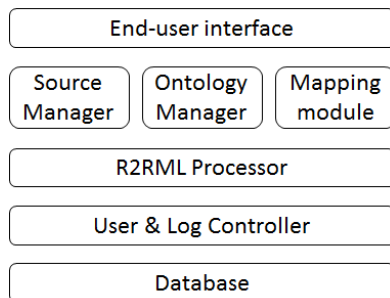 End-user interface
Source Ontology Mapping
Manager Manager module
R2RML Processor
User & Log Controller
Database